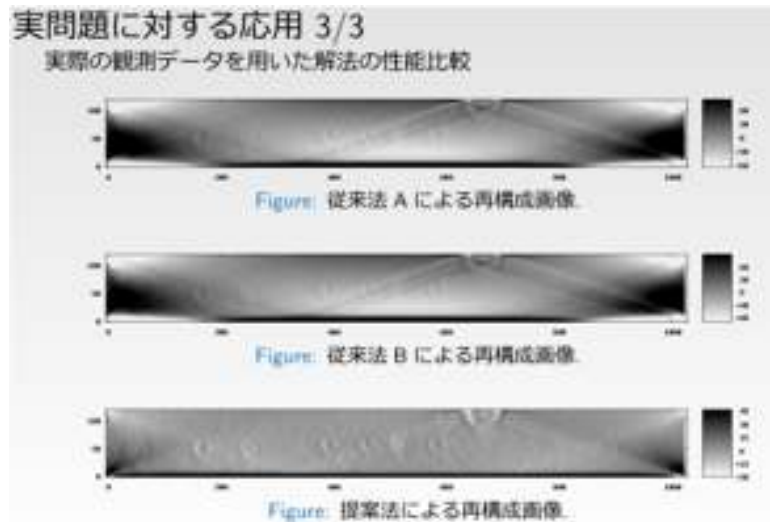 実問題に対する応用 3/3
実際の観測データを用いた解法の性能比較
Figure: 従来法 A による再構成画像.
Figure: 従来法 B による再構成画像.
Figure: 提案法による再構成画像.